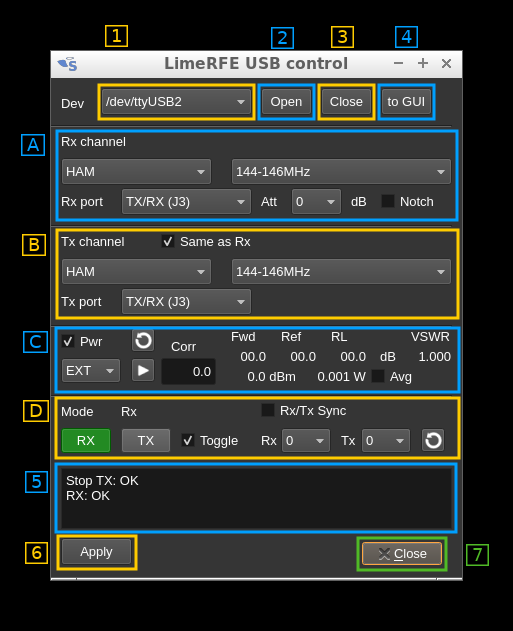 1 2 3 4
LimeRFE USB control
Dev /dev/ttyUSB2 Open Close to GUI
A
Rx channel
HAM 144-146MHz
Rx port TX/RX (J3) Att 0 dB Notch
B
Tx channel Same as Rx
HAM 144-146MHz
Tx port TX/RX (J3)
C
Pwr Corr Fwd Ref RL VSWR
00.0 00.0 00.0 dB 1.000
EXT 0.0 0.0 dBm 0.001 W Avg
D
Mode Rx Rx/Tx Sync
RX TX Toggle Rx 0 Tx 0
5
Stop TX: OK
RX: OK
6 Apply Close 7